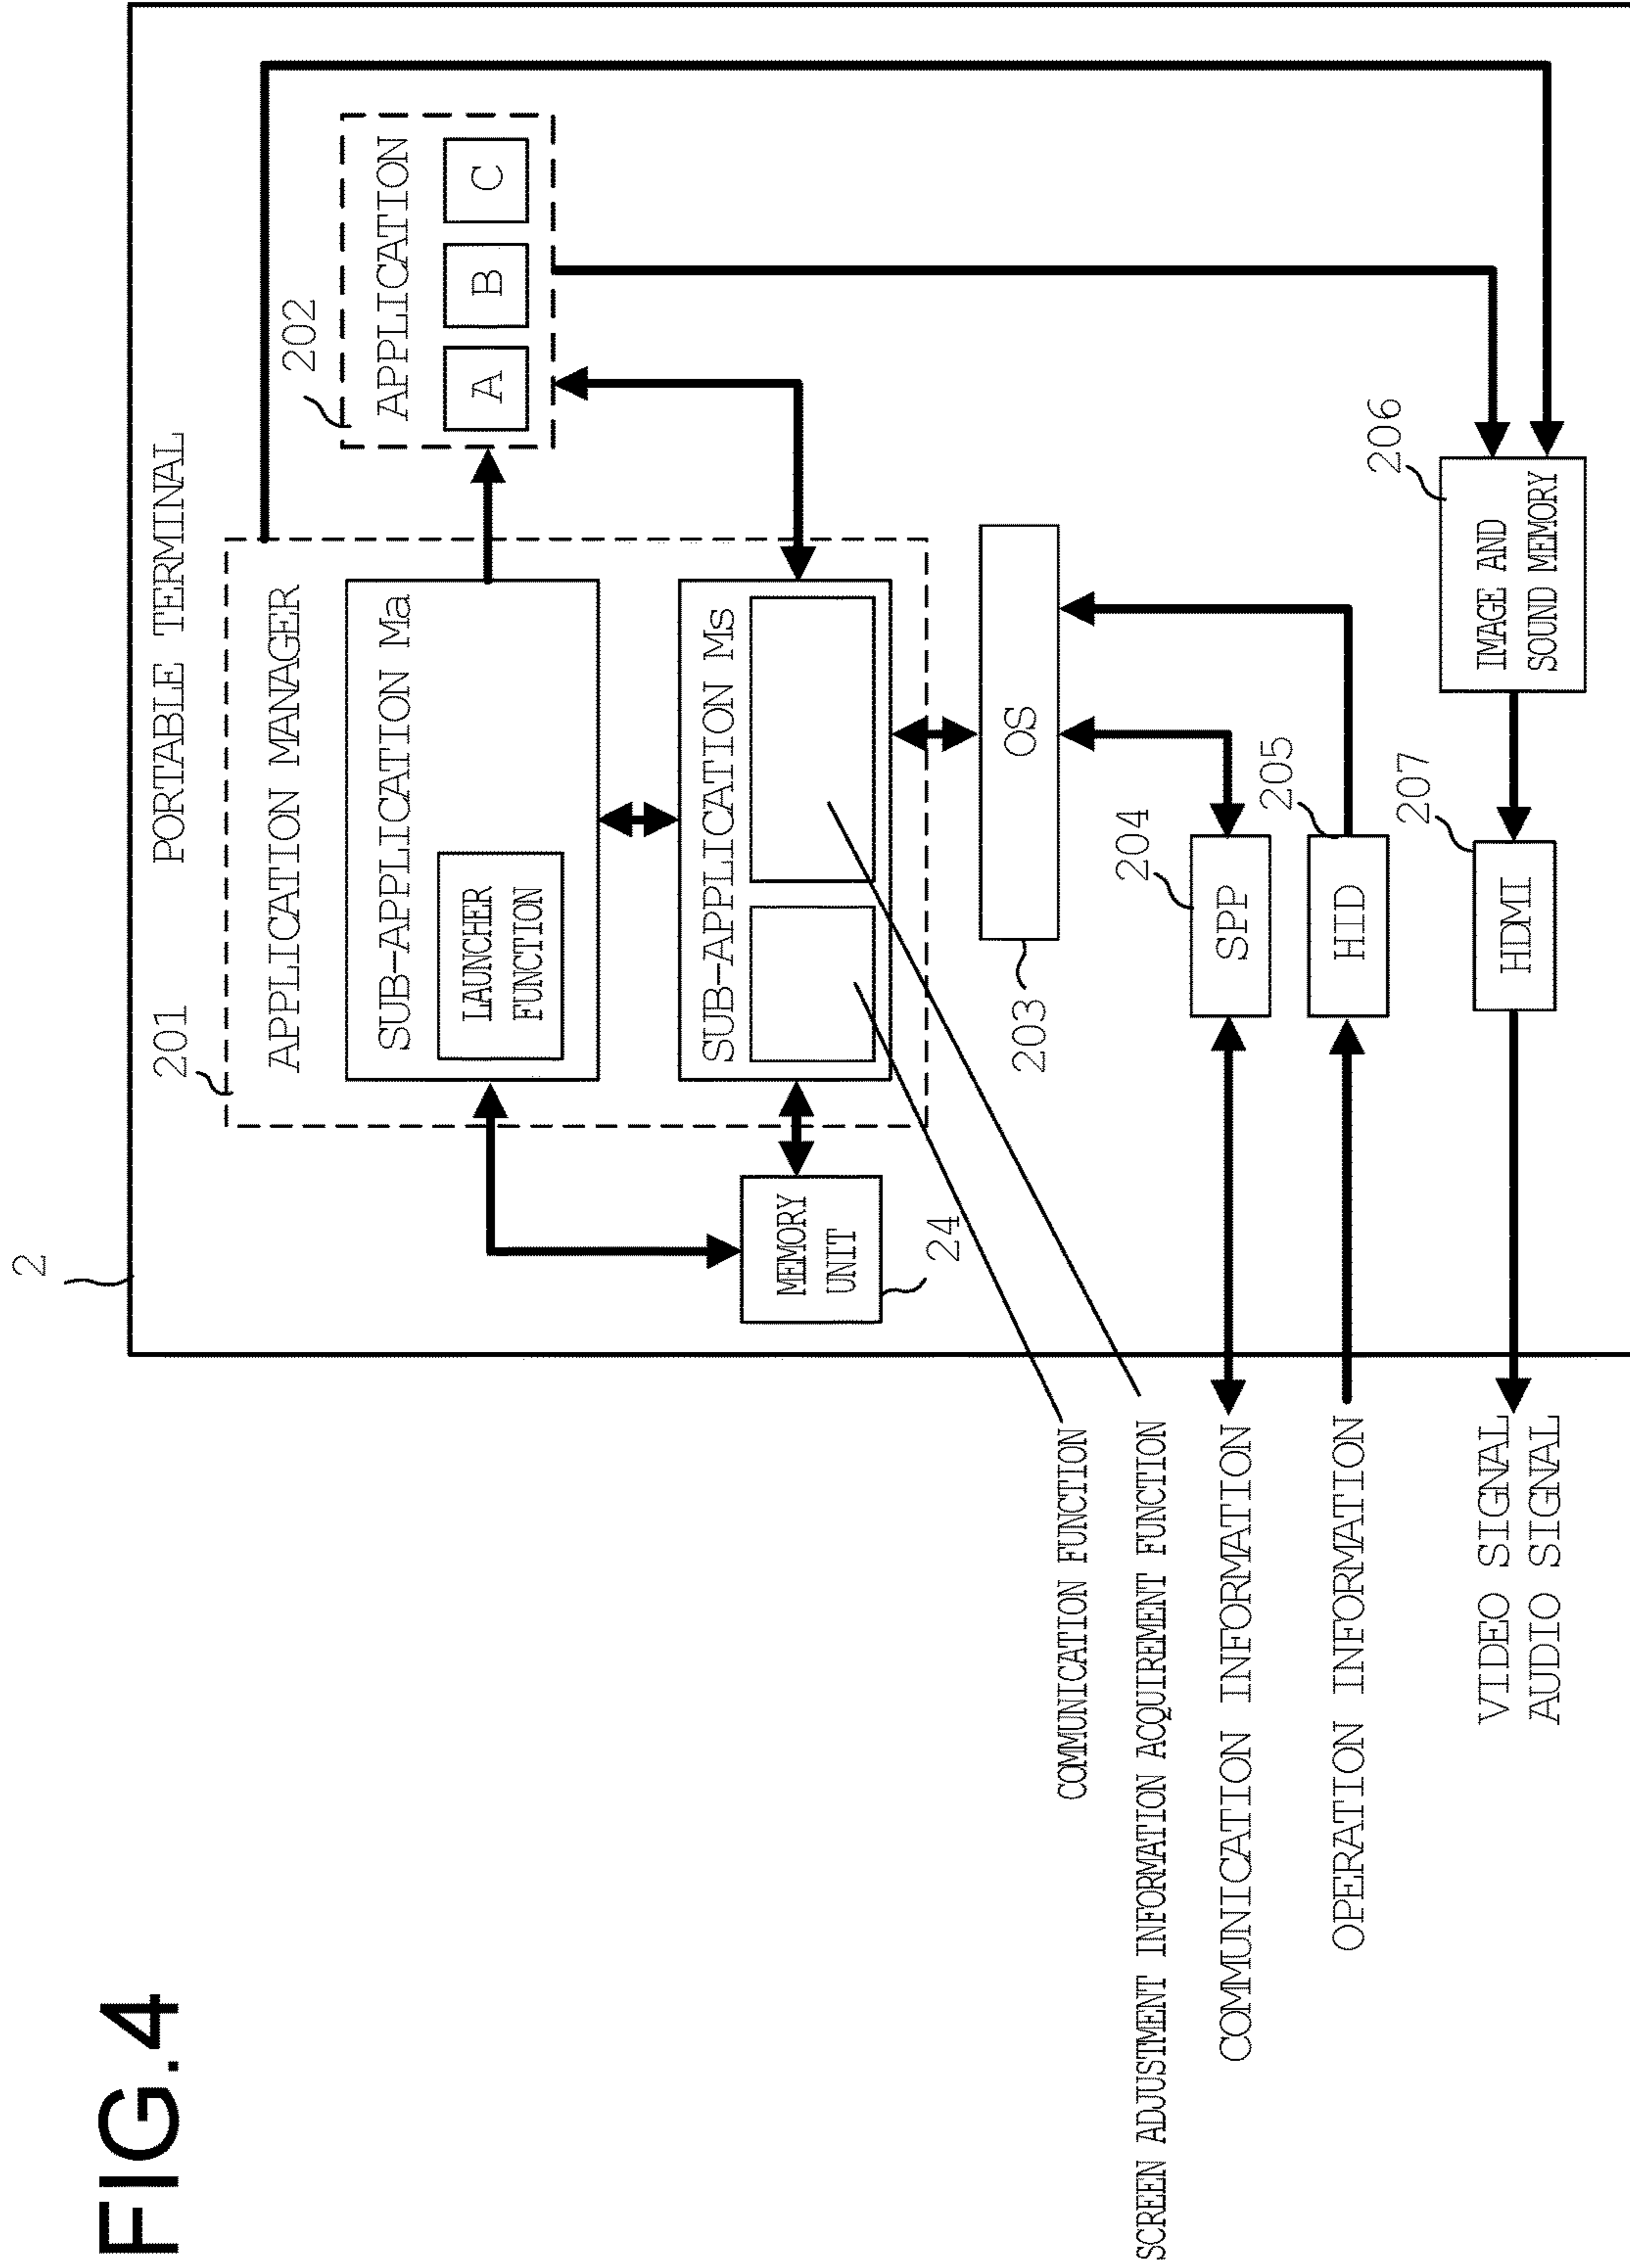 FIG.4
2
PORTABLE TERMINAL
201
APPLICATION MANAGER
202
APPLICATION
A
B
C
SUB-APPLICATION Ma
LAUNCHER
FUNCTION
SUB-APPLICATION Ms
MEMORY
UNIT
24
OS
203
COMMUNICATION FUNCTION
SCREEN ADJUSTMENT INFORMATION ACQUIREMENT FUNCTION
204
SPP
COMMUNICATION INFORMATION
205
HID
OPERATION INFORMATION
206
IMAGE AND
SOUND MEMORY
207
HDMI
VIDEO SIGNAL
AUDIO SIGNAL